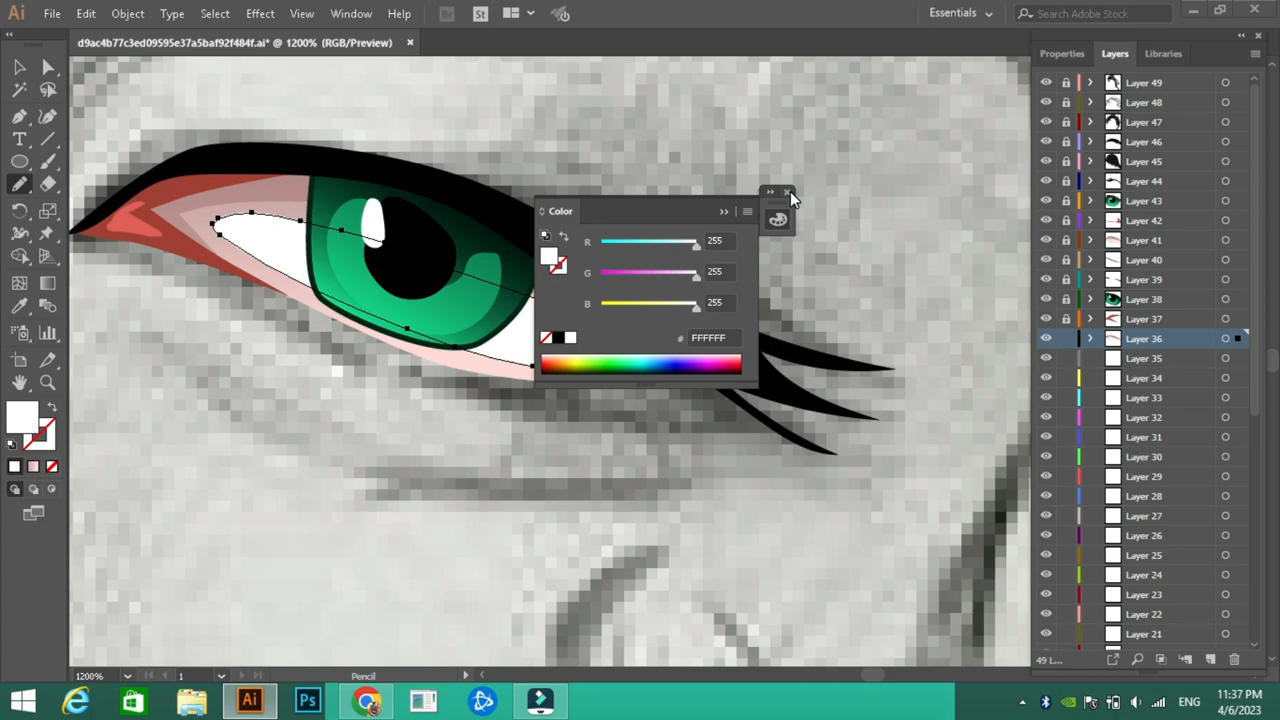 Ai File Edit Object Type Select Effect View Window Help Br St Essentials Search Adobe Stock
d9ac4b77c3ed09595e37a5baf92f484f.ai* @ 1200% (RGB/Preview) ×
Properties Layers Libraries
Layer 49
Layer 48
Layer 47
Layer 46
Layer 45
Layer 44
Layer 43
Layer 42
Layer 41
Layer 40
Layer 39
Layer 38
Layer 37
Layer 36
Layer 35
Layer 34
Layer 33
Layer 32
Layer 31
Layer 30
Layer 29
Layer 28
Layer 27
Layer 26
Layer 25
Layer 24
Layer 23
Layer 22
Layer 21
49 L...
Color
R 255
G 255
B 255
# FFFFFF
1200% 1 Pencil
Ai Ps ENG
11:37 PM
4/6/2023